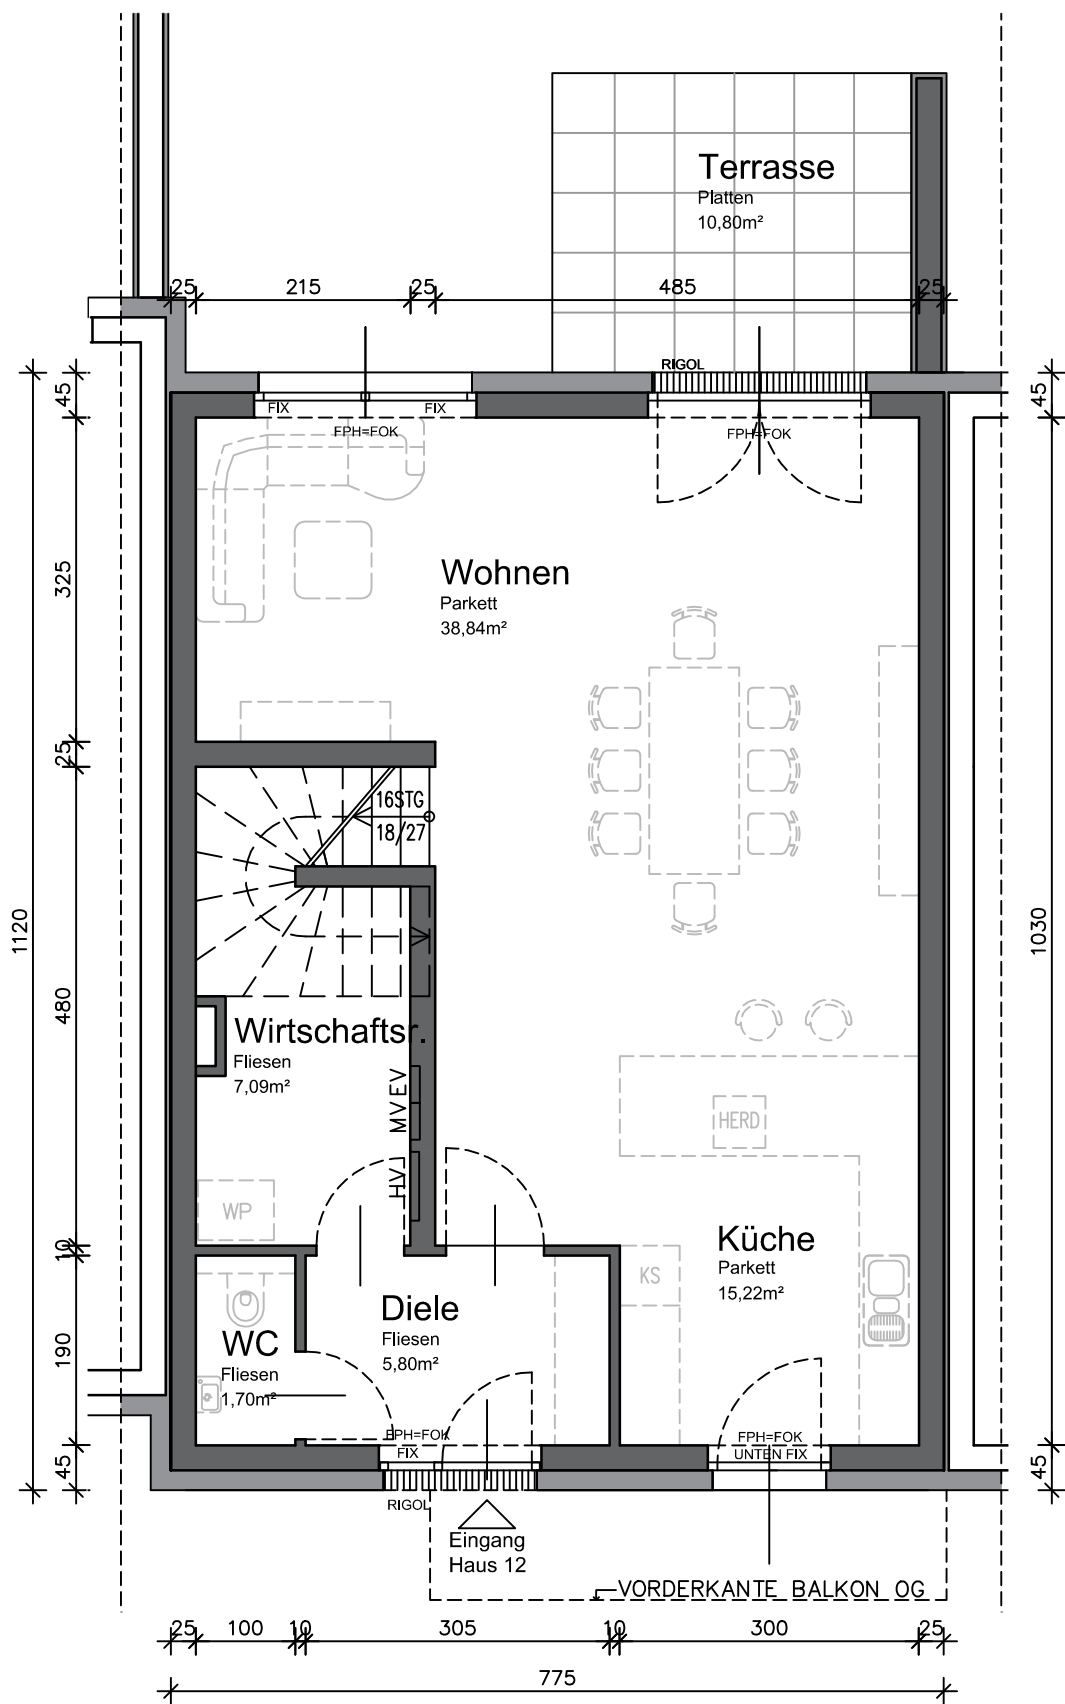 Terrasse
Platten
10,80m²
25
215
25
485
25
RIGOL
45
45
FIX
FIX
FPH=FOK
FPH=FOK
Wohnen
Parkett
38,84m²
325
25
16STG
18/27
1120
1030
480
Wirtschaftsr.
Fliesen
7,09m²
MV EV
HV
HERD
WP
10
Küche
Parkett
15,22m²
KS
Diele
Fliesen
5,80m²
WC
Fliesen
1,70m²
190
FPH=FOK
FIX
FPH=FOK
UNTEN FIX
45
45
RIGOL
Eingang
Haus 12
VORDERKANTE BALKON OG
25
100
10
305
10
300
25
775